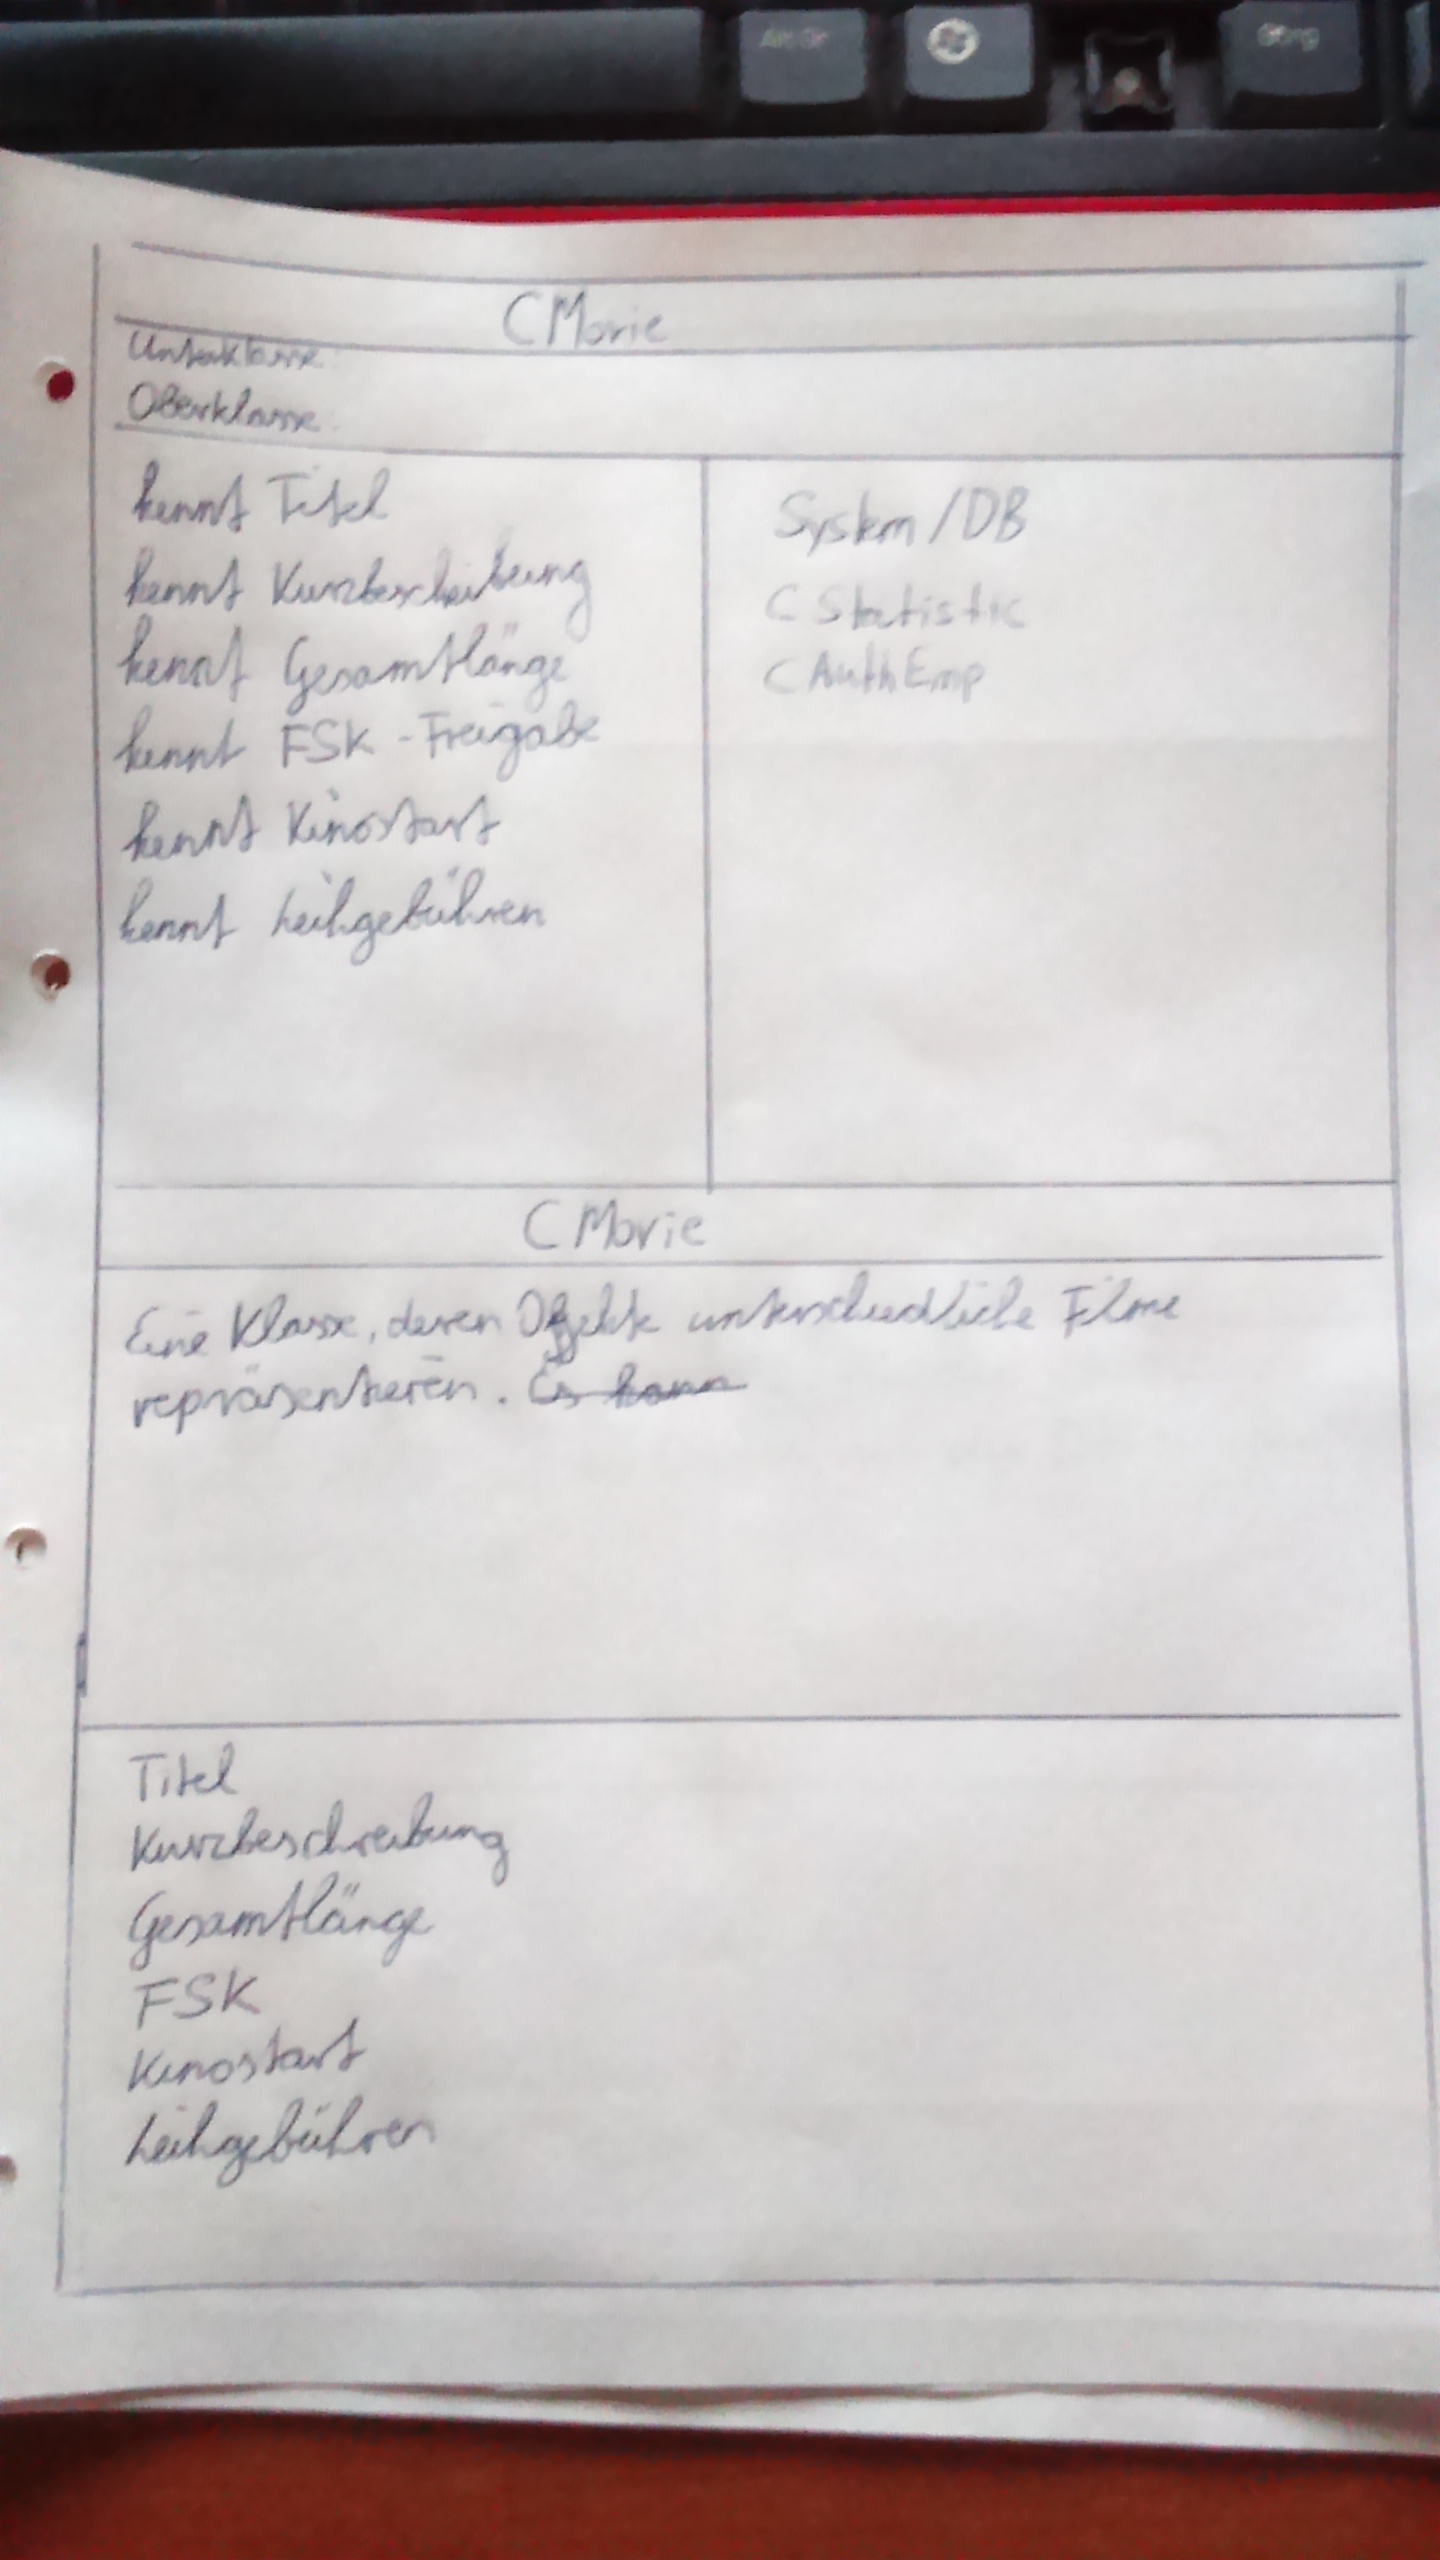 Alt Gr
Strg
CMovie
Unterklasse:
Oberklasse:
kennt Titel
kennt Kurzbeschreibung
kennt Gesamtlänge
kennt FSK-Freigabe
kennt Kinostart
kennt Leihgebühren
System/DB
CStatistic
CAuthEmp
CMovie
Eine Klasse, deren Objekte unterschiedliche Filme
repräsentieren. Es kann
Titel
Kurzbeschreibung
Gesamtlänge
FSK
Kinostart
Leihgebühren